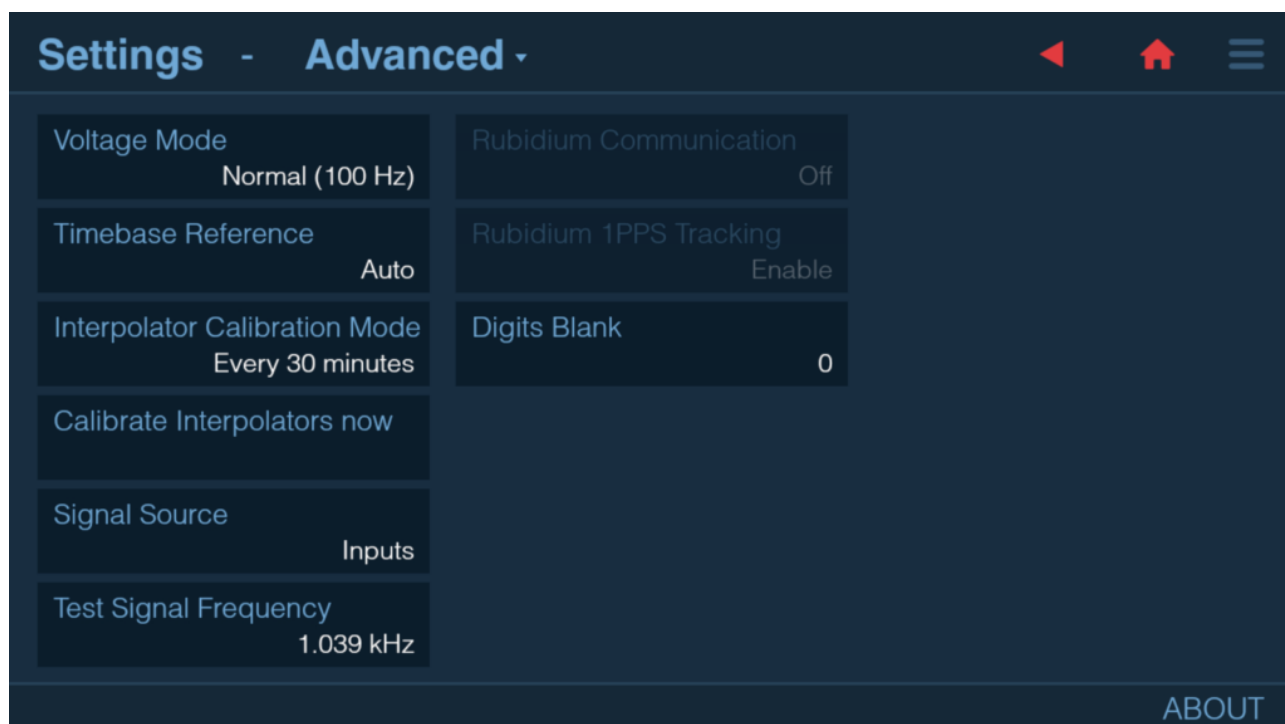 Settings - Advanced
Voltage Mode
Normal (100 Hz)
Timebase Reference
Auto
Interpolator Calibration Mode
Every 30 minutes
Calibrate Interpolators now
Signal Source
Inputs
Test Signal Frequency
1.039 kHz
Rubidium Communication
Off
Rubidium 1PPS Tracking
Enable
Digits Blank
0
ABOUT